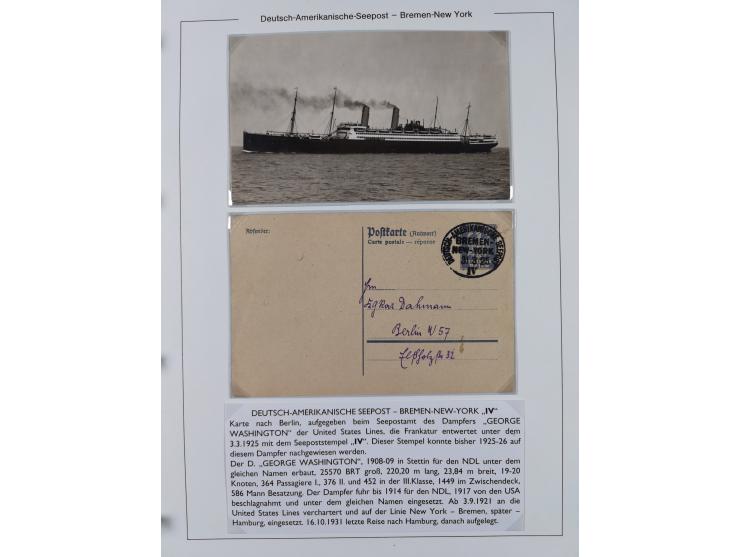 Deutsch-Amerikanische-Seepost – Bremen-New York
Absender:
Postkarte (Antwort)
Carte postale — réponse
DEUTSCH-AMERIKANISCHE SEEPOST
BREMEN-
NEW-YORK
31.3.25
IV
Edgar Dahmann
Berlin W 57
DEUTSCH-AMERIKANISCHE SEEPOST – BREMEN-NEW-YORK „IV“
Karte nach Berlin, aufgegeben beim Seepostamt des Dampfers „GEORGE
WASHINGTON“ der United States Lines, die Frankatur entwertet unter dem
3.3.1925 mit dem Seepoststempel „IV“. Dieser Stempel konnte bisher 1925-26 auf
diesem Dampfer nachgewiesen werden.
Der D. „GEORGE WASHINGTON“, 1908-09 in Stettin für den NDL unter dem
gleichen Namen erbaut, 25570 BRT groß, 220,20 m lang, 23,84 m breit, 19-20
Knoten, 364 Passagiere I., 376 II. und 452 in der III.Klasse, 1449 im Zwischendeck,
586 Mann Besatzung. Der Dampfer fuhr bis 1914 für den NDL, 1917 von den USA
beschlagnahmt und unter dem gleichen Namen eingesetzt. Ab 3.9.1921 an die
United States Lines verchartert und auf der Linie New York – Bremen, später –
Hamburg, eingesetzt. 16.10.1931 letzte Reise nach Hamburg, danach aufgelegt.